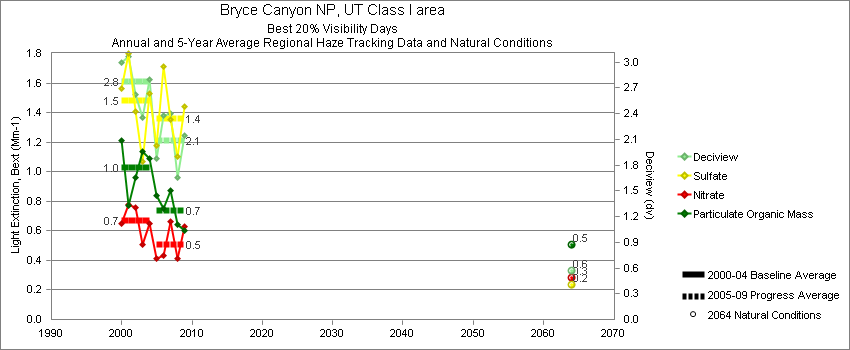 Bryce Canyon NP, UT Class I area
Best 20% Visibility Days
Annual and 5-Year Average Regional Haze Tracking Data and Natural Conditions
Light Extinction, Bext (Mm-1)
1.8
1.6
1.4
1.2
1.0
0.8
0.6
0.4
0.2
0.0
2.8
1.5
1.0
0.7
1.4
2.1
0.7
0.5
0.5
0.6
0.3
0.2
3.0
2.7
2.4
2.1
1.8
1.5
1.2
0.9
0.6
0.3
0.0
Deciview (dv)
1990 2000 2010 2020 2030 2040 2050 2060 2070
Deciview
Sulfate
Nitrate
Particulate Organic Mass
2000-04 Baseline Average
2005-09 Progress Average
2064 Natural Conditions